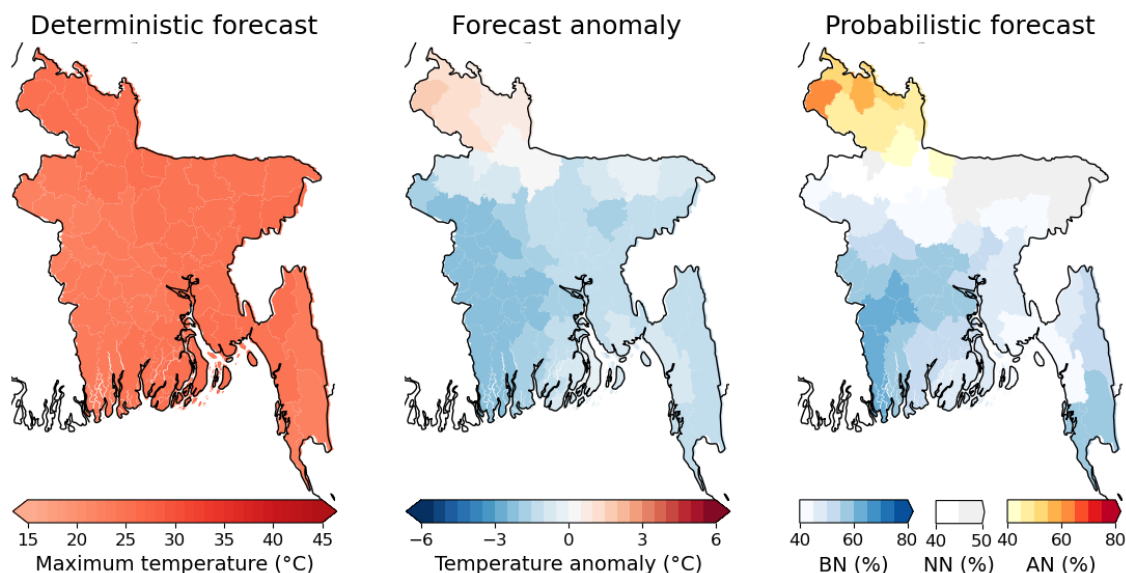 Deterministic forecast
Forecast anomaly
Probabilistic forecast
15 20 25 30 35 40 45
Maximum temperature (°C)
−6 −3 0 3 6
Temperature anomaly (°C)
40 60 80
BN (%)
40 50
NN (%)
40 60 80
AN (%)